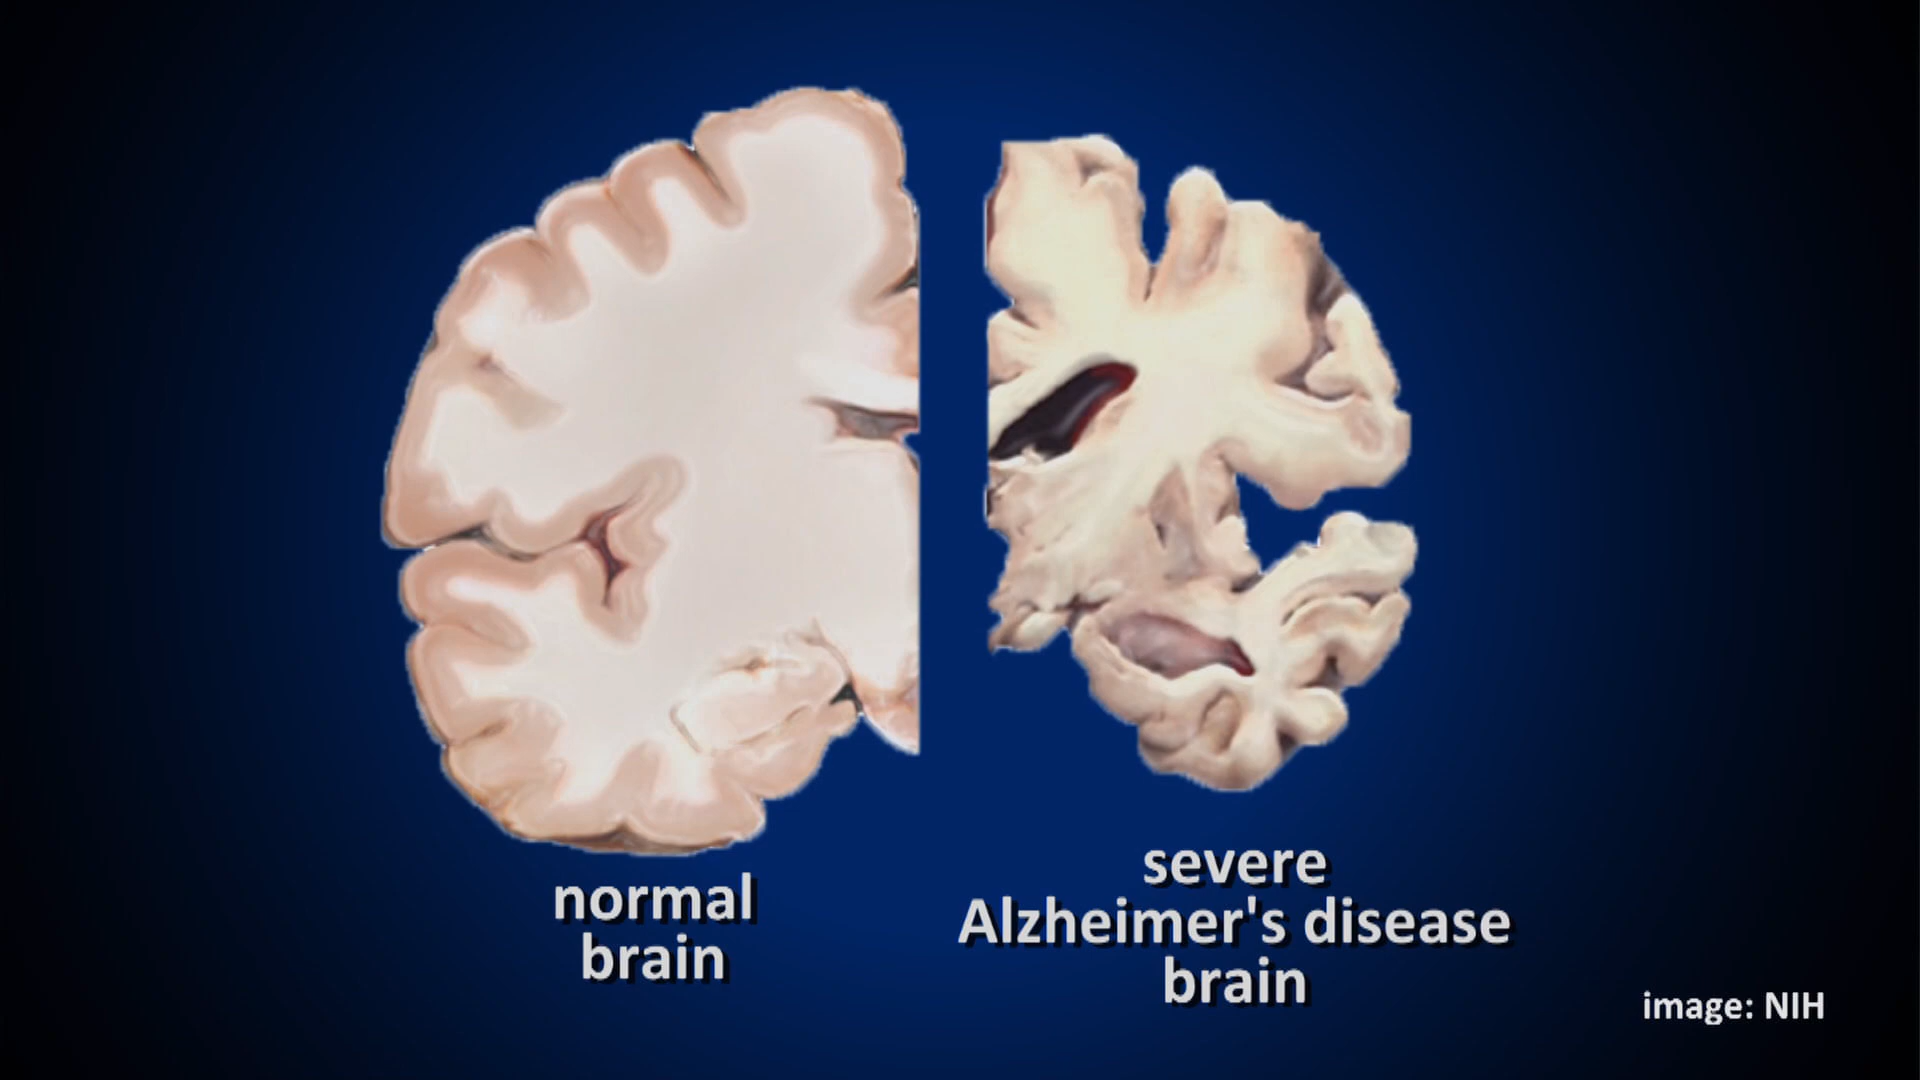 normal
brain
severe
Alzheimer's disease
brain
image: NIH